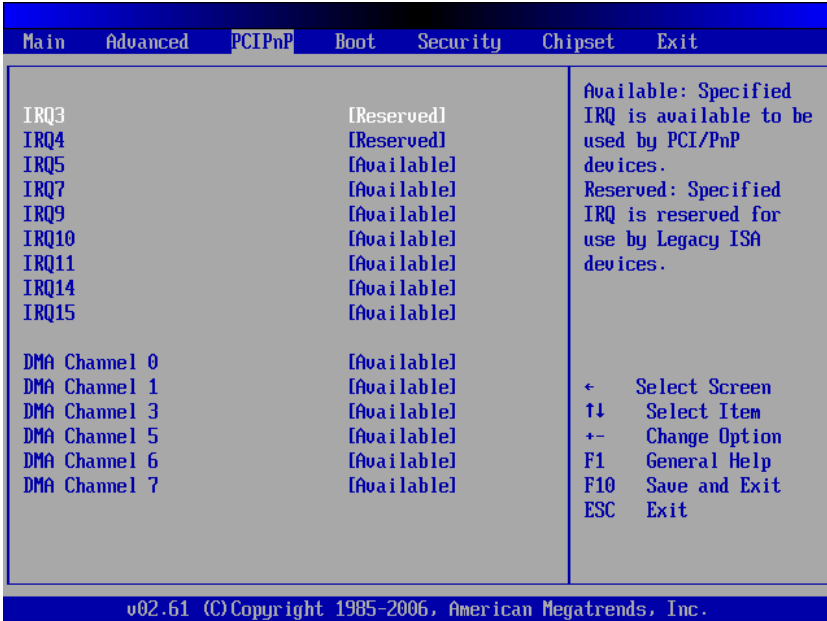 Main Advanced PCIPnP Boot Security Chipset Exit
IRQ3 [Reserved]
IRQ4 [Reserved]
IRQ5 [Available]
IRQ7 [Available]
IRQ9 [Available]
IRQ10 [Available]
IRQ11 [Available]
IRQ14 [Available]
IRQ15 [Available]
DMA Channel 0 [Available]
DMA Channel 1 [Available]
DMA Channel 3 [Available]
DMA Channel 5 [Available]
DMA Channel 6 [Available]
DMA Channel 7 [Available]
Available: Specified
IRQ is available to be
used by PCI/PnP
devices.
Reserved: Specified
IRQ is reserved for
use by Legacy ISA
devices.
← Select Screen
↑↓ Select Item
+- Change Option
F1 General Help
F10 Save and Exit
ESC Exit
v02.61 (C)Copyright 1985-2006, American Megatrends, Inc.